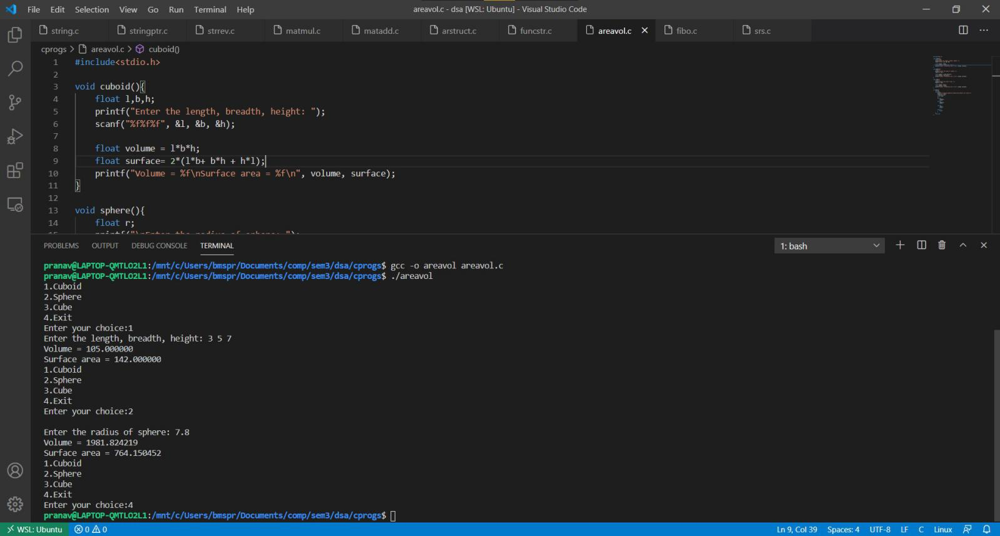 File Edit Selection View Go Run Terminal Help areavol.c - dsa [WSL: Ubuntu] - Visual Studio Code
string.c stringptr.c strrev.c matmul.c matadd.c arstruct.c funcstr.c areavol.c fibo.c srs.c
cprogs > areavol.c > cuboid()
1 #include<stdio.h>
2
3 void cuboid(){
4 float l,b,h;
5 printf("Enter the length, breadth, height: ");
6 scanf("%f%f%f", &l, &b, &h);
7
8 float volume = l*b*h;
9 float surface= 2*(l*b+ b*h + h*l);
10 printf("Volume = %f\nSurface area = %f\n", volume, surface);
11 }
12
13 void sphere(){
14 float r;
15 printf("\nEnter the radius of sphere: ");
PROBLEMS OUTPUT DEBUG CONSOLE TERMINAL 1: bash
pranav@LAPTOP-QMTLO2L1:/mnt/c/Users/bmspr/Documents/comp/sem3/dsa/cprogs$ gcc -o areavol areavol.c
pranav@LAPTOP-QMTLO2L1:/mnt/c/Users/bmspr/Documents/comp/sem3/dsa/cprogs$ ./areavol
1.Cuboid
2.Sphere
3.Cube
4.Exit
Enter your choice:1
Enter the length, breadth, height: 3 5 7
Volume = 105.000000
Surface area = 142.000000
1.Cuboid
2.Sphere
3.Cube
4.Exit
Enter your choice:2

Enter the radius of sphere: 7.8
Volume = 1981.824219
Surface area = 764.150452
1.Cuboid
2.Sphere
3.Cube
4.Exit
Enter your choice:4
pranav@LAPTOP-QMTLO2L1:/mnt/c/Users/bmspr/Documents/comp/sem3/dsa/cprogs$
WSL: Ubuntu 0 0 Ln 9, Col 39 Spaces: 4 UTF-8 LF C Linux